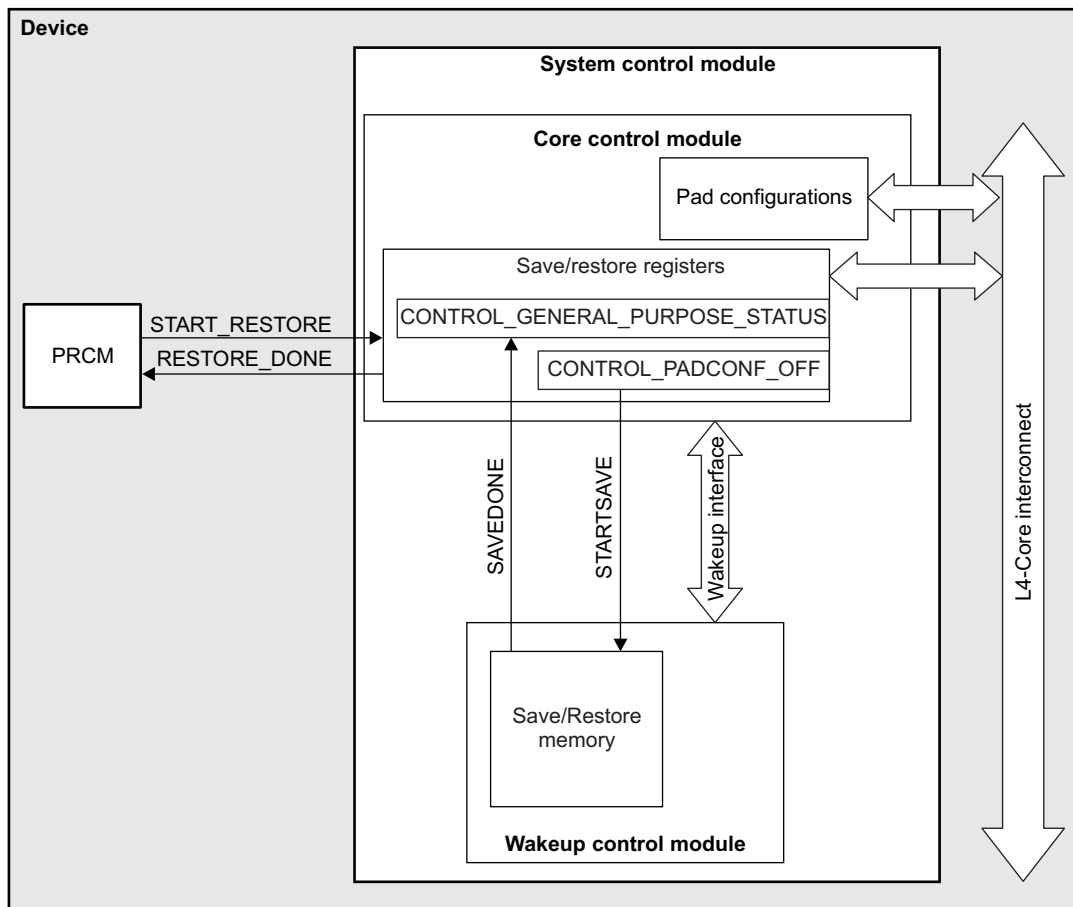 Device
System control module
Core control module
Pad configurations
Save/restore registers
CONTROL_GENERAL_PURPOSE_STATUS
CONTROL_PADCONF_OFF
START_RESTORE
PRCM
RESTORE_DONE
SAVEDONE
STARTSAVE
Wakeup interface
L4-Core interconnect
Save/Restore
memory
Wakeup control module